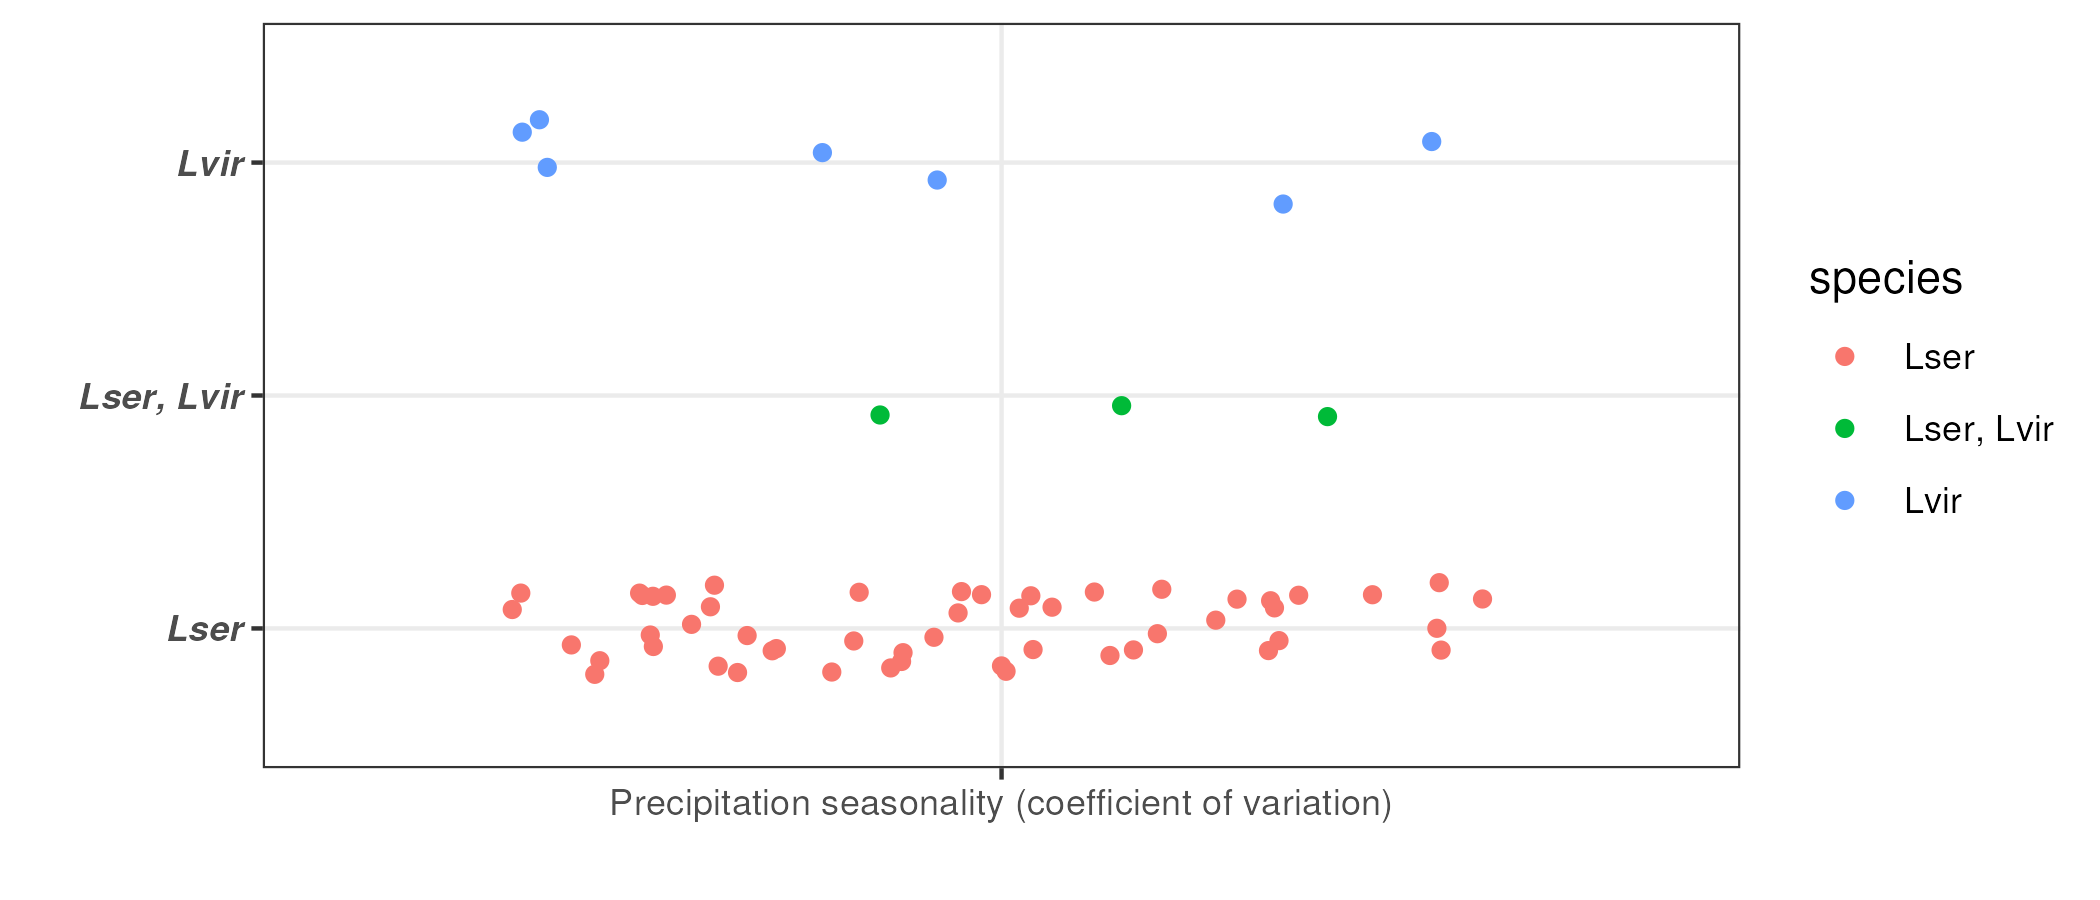 Lvir
Lser, Lvir
Lser
Precipitation seasonality (coefficient of variation)
species
Lser
Lser, Lvir
Lvir